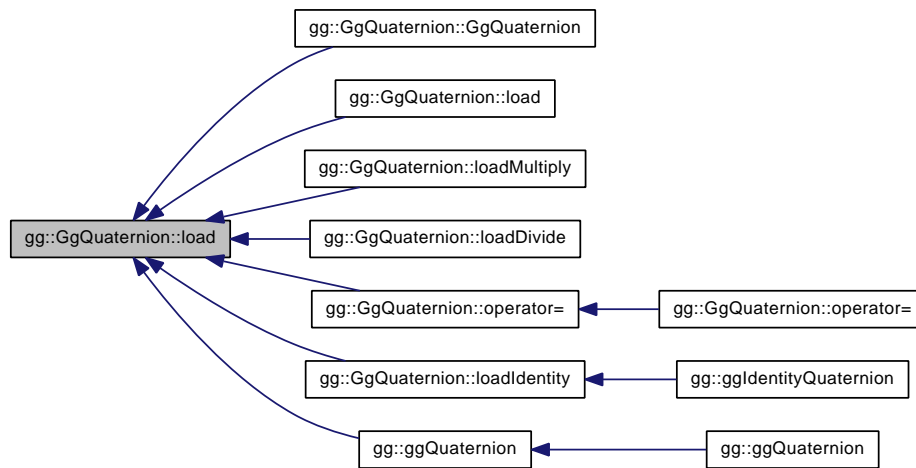 gg::GgQuaternion::GgQuaternion
gg::GgQuaternion::load
gg::GgQuaternion::loadMultiply
gg::GgQuaternion::load
gg::GgQuaternion::loadDivide
gg::GgQuaternion::operator=
gg::GgQuaternion::operator=
gg::GgQuaternion::loadIdentity
gg::ggIdentityQuaternion
gg::ggQuaternion
gg::ggQuaternion